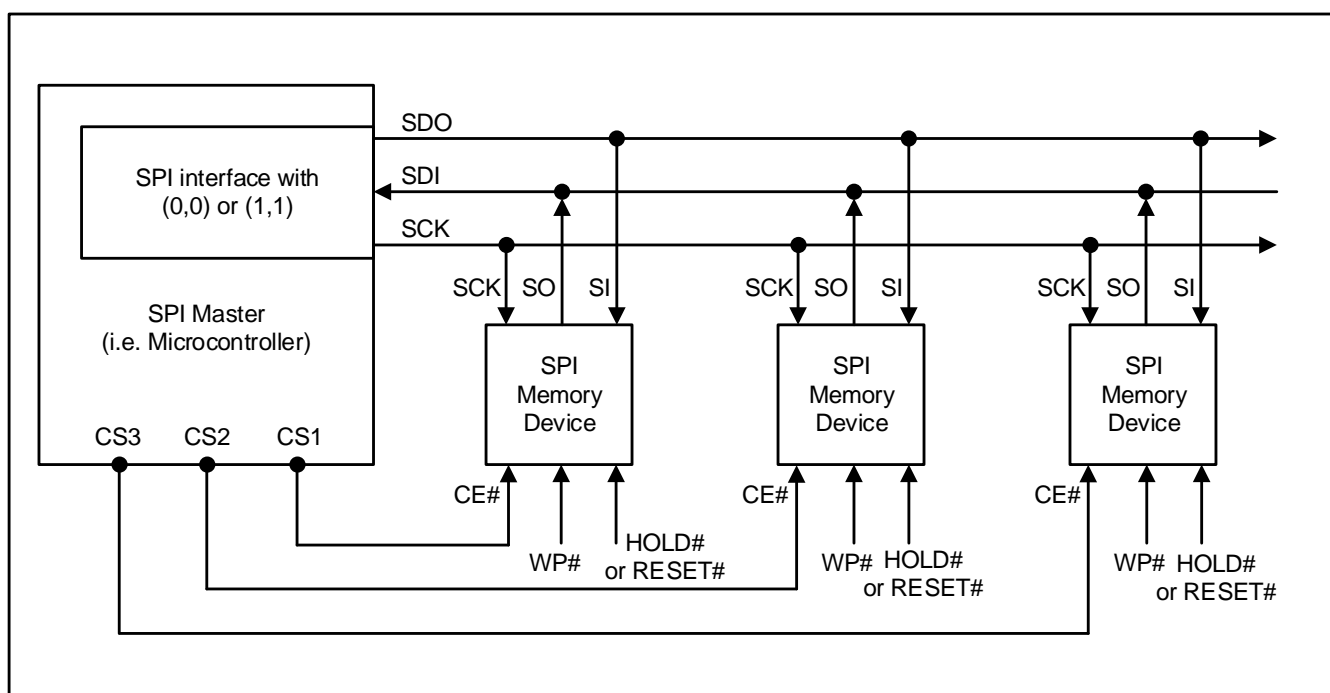 SDO
SDI
SCK
SPI interface with
(0,0) or (1,1)
SPI Master
(i.e. Microcontroller)
CS3
CS2
CS1
SCK
SO
SI
SPI
Memory
Device
CE#
WP#
HOLD#
or RESET#
SCK
SO
SI
SPI
Memory
Device
CE#
WP#
HOLD#
or RESET#
SCK
SO
SI
SPI
Memory
Device
CE#
WP#
HOLD#
or RESET#